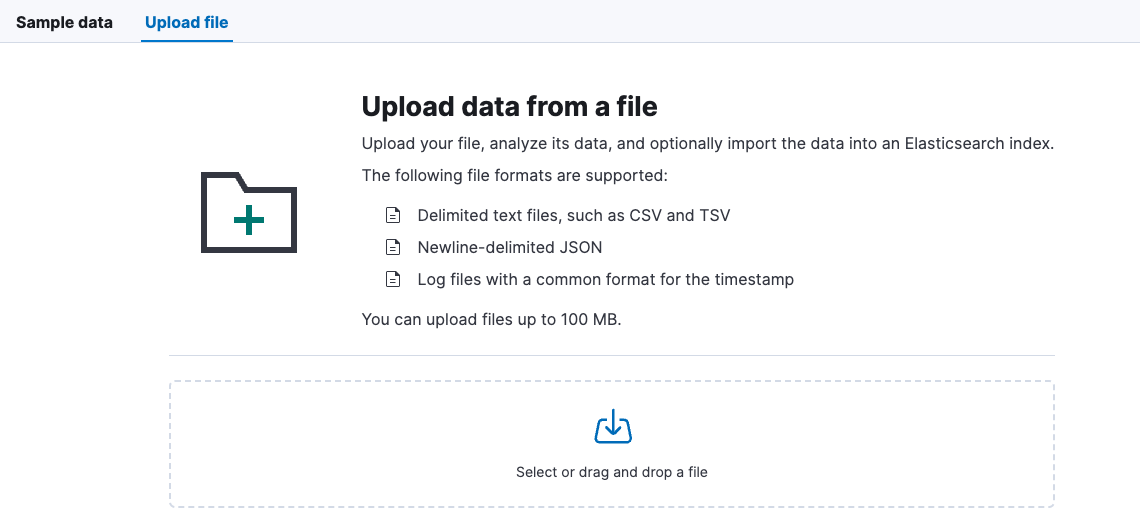 Sample data
Upload file
Upload data from a file
Upload your file, analyze its data, and optionally import the data into an Elasticsearch index.
The following file formats are supported:
Delimited text files, such as CSV and TSV
Newline-delimited JSON
Log files with a common format for the timestamp
You can upload files up to 100 MB.
Select or drag and drop a file